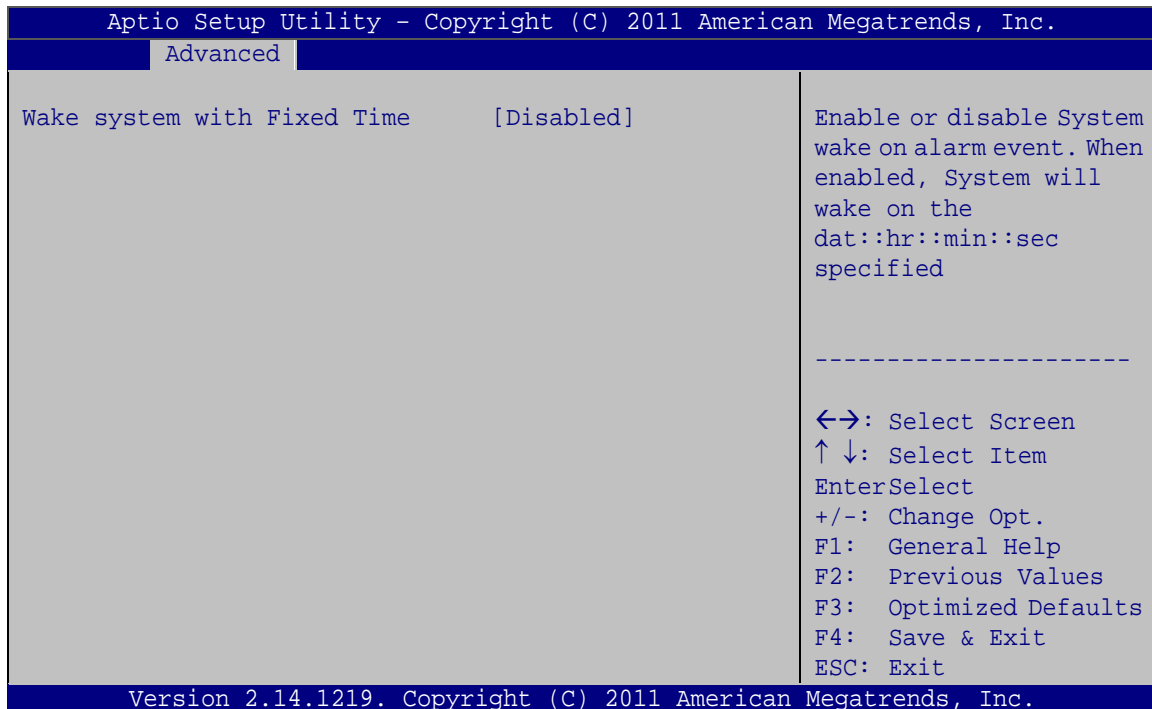 Aptio Setup Utility – Copyright (C) 2011 American Megatrends, Inc.
Advanced
Wake system with Fixed Time [Disabled]
Enable or disable System
wake on alarm event. When
enabled, System will
wake on the
dat::hr::min::sec
specified
----------------------
←→: Select Screen
↑ ↓: Select Item
EnterSelect
+/-: Change Opt.
F1: General Help
F2: Previous Values
F3: Optimized Defaults
F4: Save & Exit
ESC: Exit
Version 2.14.1219. Copyright (C) 2011 American Megatrends, Inc.